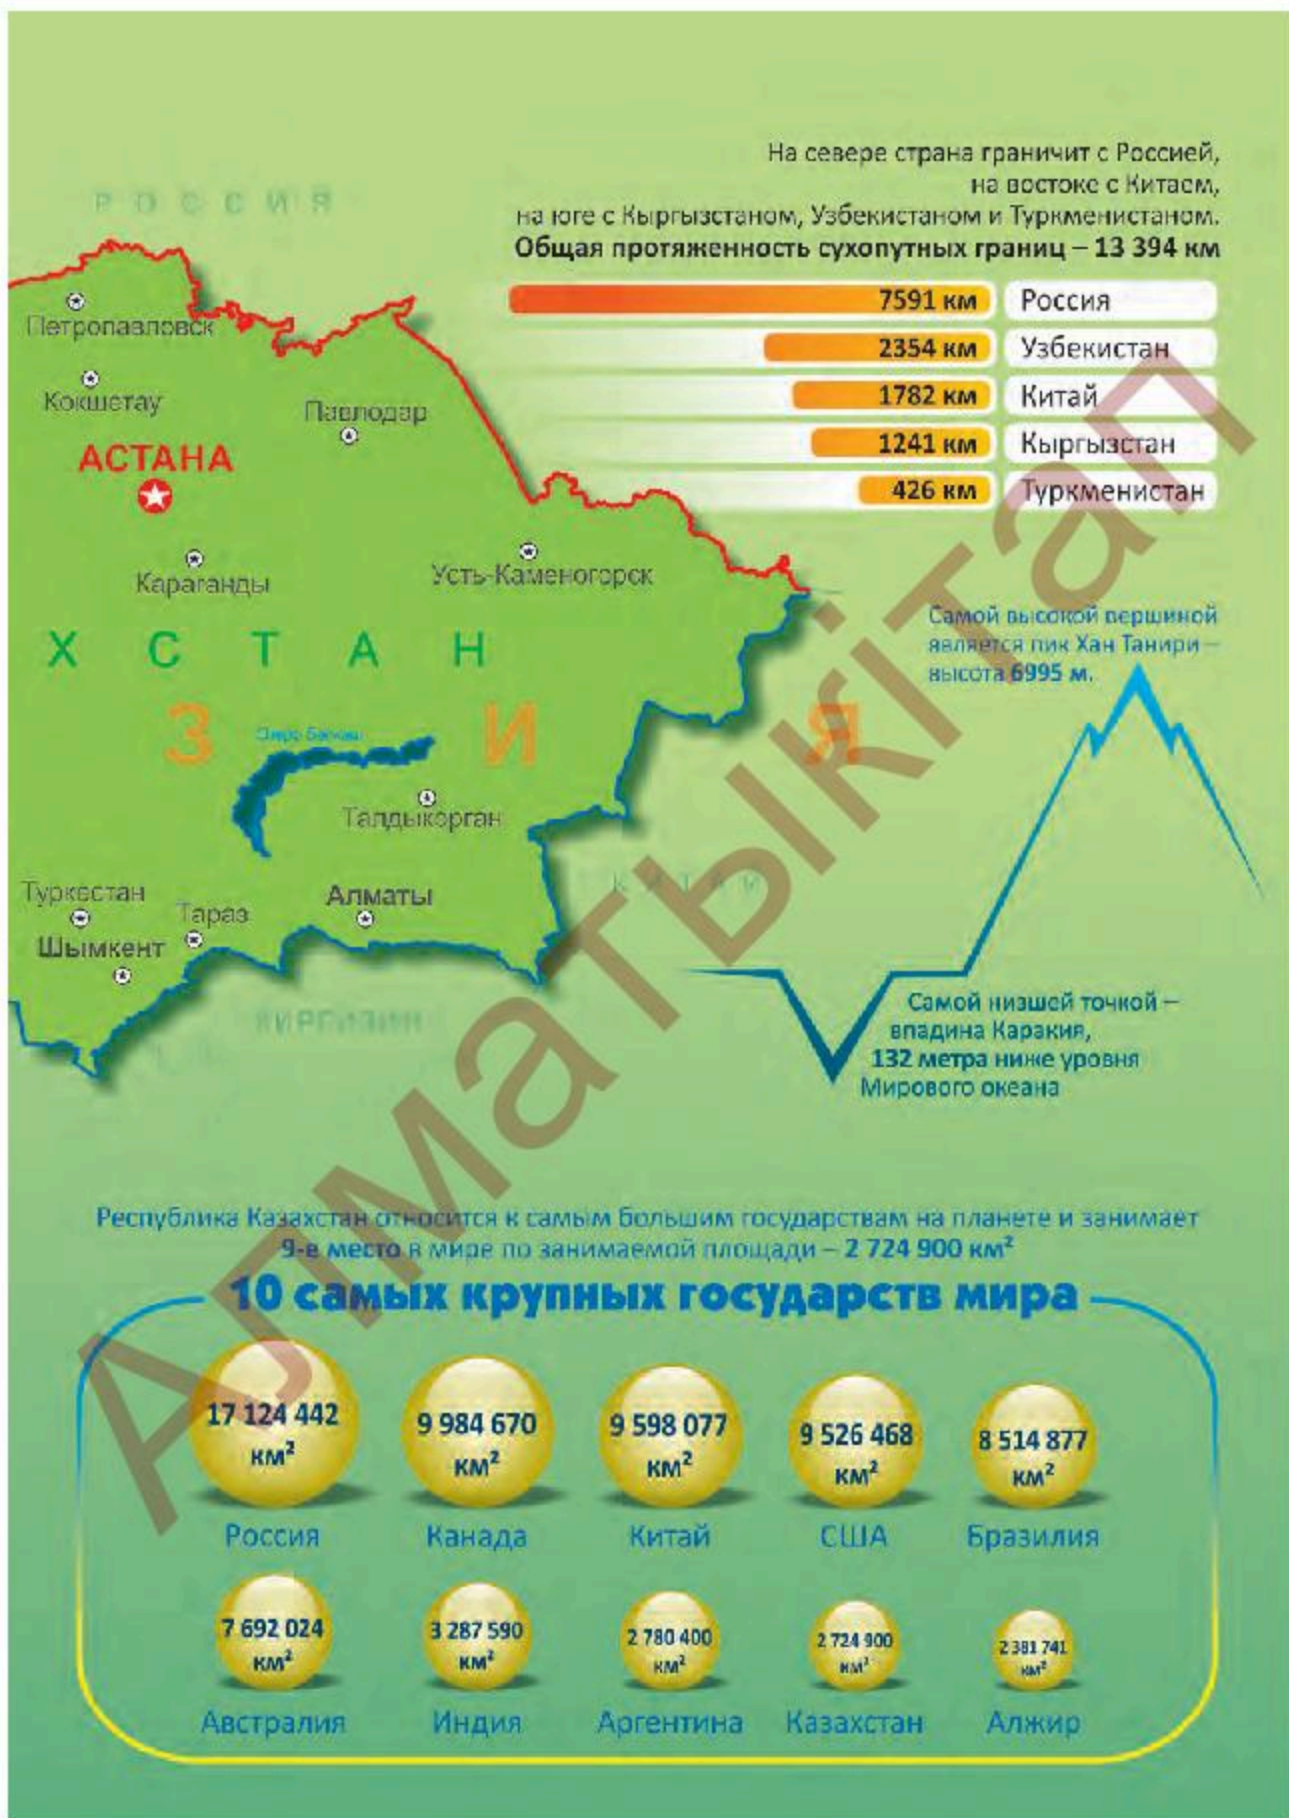 На севере страна граничит с Россией,
на востоке с Китаем,
на юге с Кыргызстаном, Узбекистаном и Туркменистаном.
Общая протяженность сухопутных границ – 13 394 км
7591 км Россия
2354 км Узбекистан
1782 км Китай
1241 км Кыргызстан
426 км Туркменистан
РОССИЯ
Петропавловск
Кокшетау
Павлодар
АСТАНА
Караганды
Усть-Каменогорск
Х С Т А Н
З И Я
Озеро Балхаш
Талдыкорган
Туркестан
Тараз
Алматы
Шымкент
КИТАЙ
КИРГИЗИЯ
Самой высокой вершиной
является пик Хан Танири –
высота 6995 м.
Самой низшей точкой –
впадина Каракия,
132 метра ниже уровня
Мирового океана
Республика Казахстан относится к самым большим государствам на планете и занимает
9-е место в мире по занимаемой площади – 2 724 900 км²
10 самых крупных государств мира
17 124 442 км² 9 984 670 км² 9 598 077 км² 9 526 468 км² 8 514 877 км²
Россия Канада Китай США Бразилия
7 692 024 км² 3 287 590 км² 2 780 400 км² 2 724 900 км² 2 381 741 км²
Австралия Индия Аргентина Казахстан Алжир
Алматыкітап